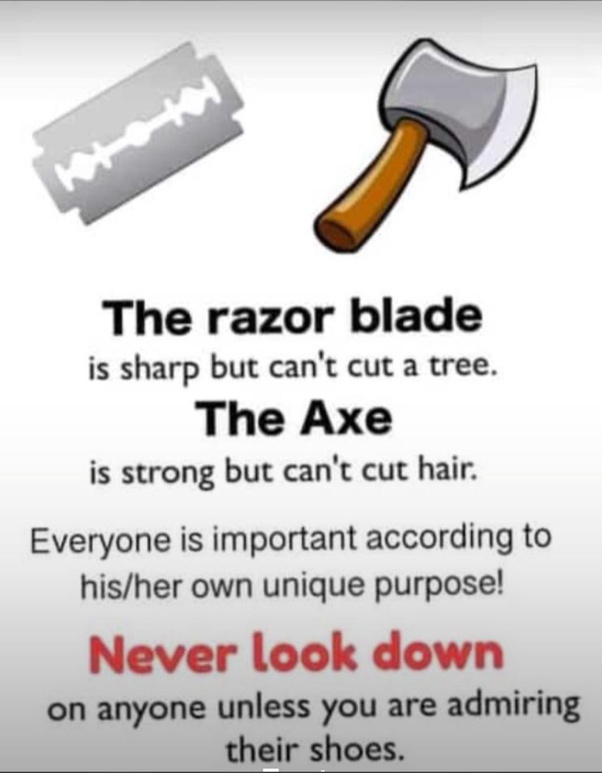 The razor blade
is sharp but can't cut a tree.
The Axe
is strong but can't cut hair.
Everyone is important according to
his/her own unique purpose!
Never look down
on anyone unless you are admiring
their shoes.